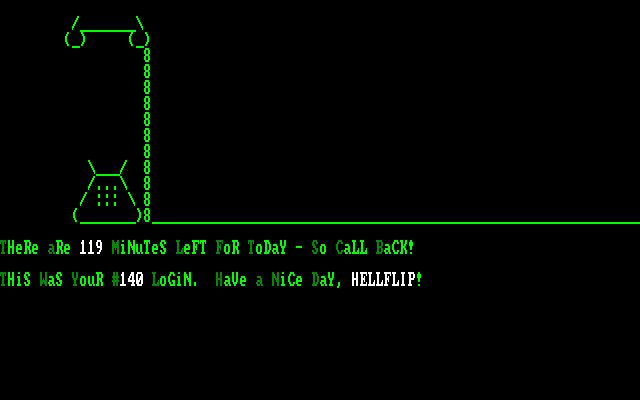 THeRe aRe 119 MiNuTeS LeFT FoR ToDaY - So CaLL BaCK!
THiS WaS YouR #140 LoGiN.  HaVe a NiCe DaY, HELLFLIP!